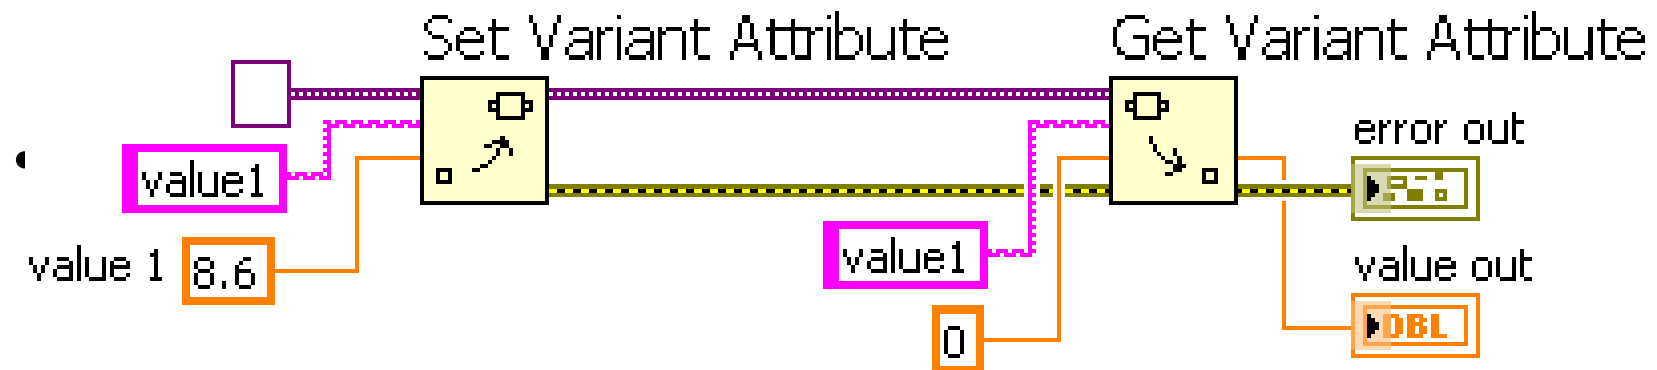 Set Variant Attribute
Get Variant Attribute
error out
value1
value 1
8.6
value1
value out
0
DBL